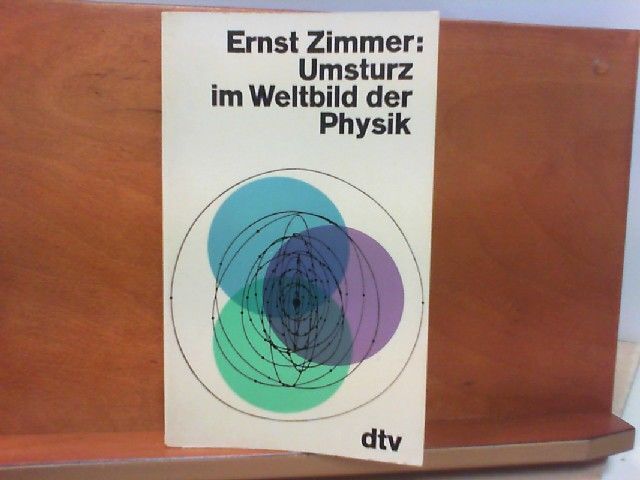 Ernst Zimmer:
Umsturz
im Weltbild der
Physik
dtv